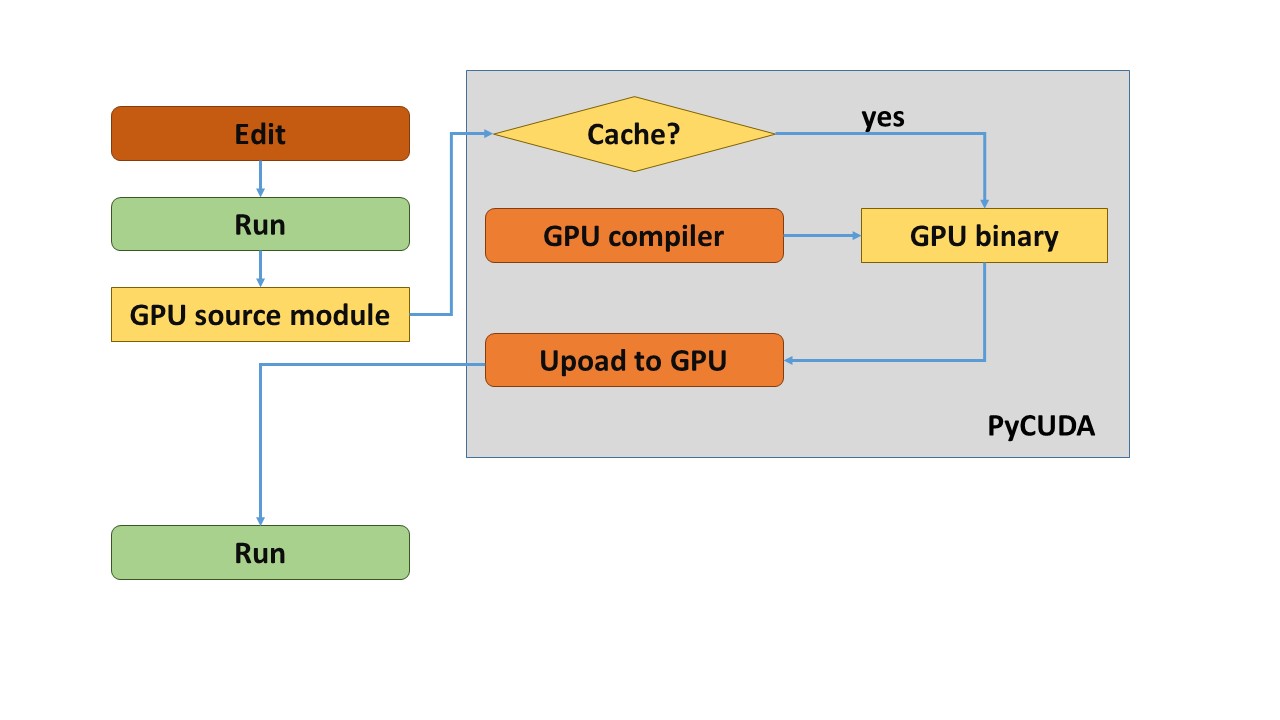 Edit
Run
GPU source module
Cache?
yes
GPU compiler
GPU binary
Upoad to GPU
PyCUDA
Run